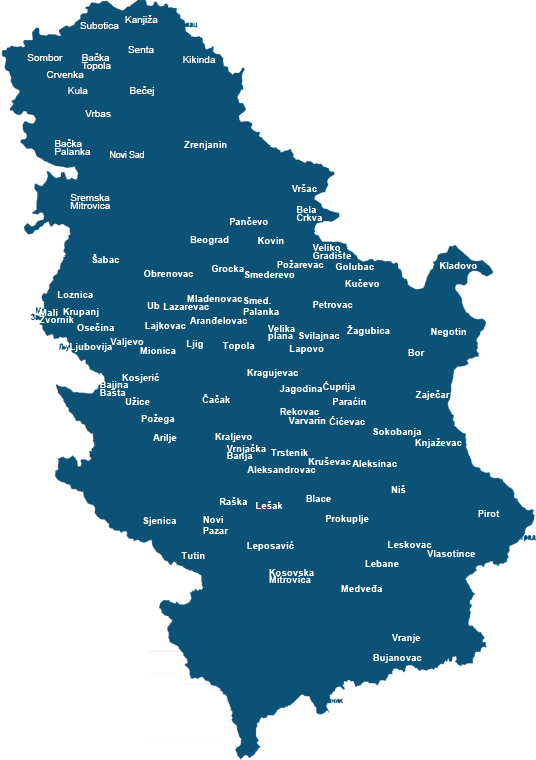 Kanjiža
Subotica
Senta
Sombor
Bačka
Topola
Kikinda
Crvenka
Kula
Bečej
Vrbas
Bačka
Palanka
Novi Sad
Zrenjanin
Vršac
Sremska
Mitrovica
Bela
Crkva
Pančevo
Beograd
Kovin
Veliko
Gradište
Šabac
Obrenovac
Grocka
Smederevo
Požarevac
Golubac
Kladovo
Kučevo
Loznica
Mali
Zvornik
Krupanj
Ub
Lazarevac
Mladenovac
Smed.
Palanka
Petrovac
Osečina
Lajkovac
Aranđelovac
Velika
plana
Svilajnac
Žagubica
Negotin
Ljubovija
Valjevo
Mionica
Ljig
Topola
Lapovo
Bor
Kosjerić
Bajina
Bašta
Kragujevac
Jagodina
Ćuprija
Zaječar
Užice
Čačak
Paraćin
Požega
Rekovac
Varvarin
Ćićevac
Arilje
Kraljevo
Sokobanja
Knjaževac
Vrnjačka
Banja
Trstenik
Aleksandrovac
Kruševac
Aleksinac
Niš
Raška
Lešak
Blace
Pirot
Sjenica
Novi
Pazar
Prokuplje
Tutin
Leposavić
Leskovac
Vlasotince
Lebane
Kosovska
Mitrovica
Medveđa
Vranje
Bujanovac